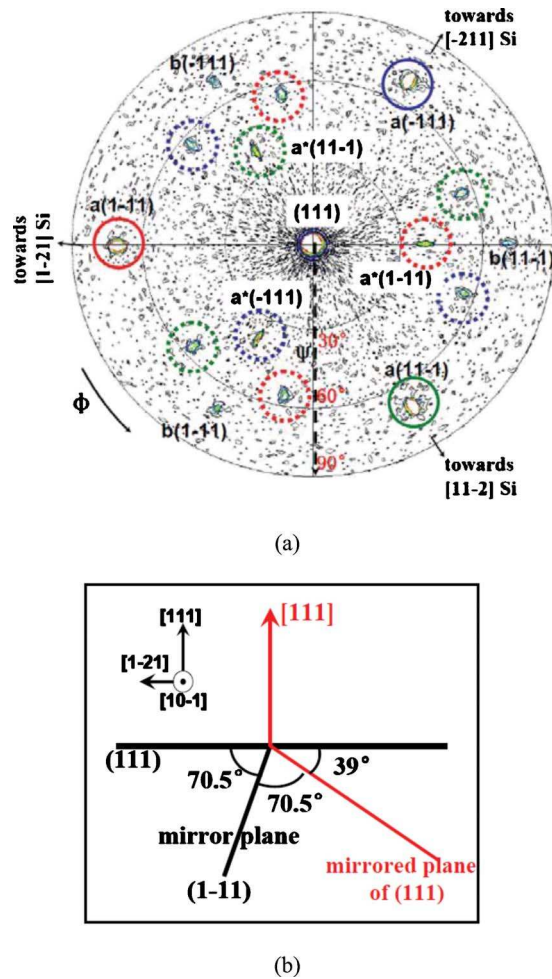 (a)
towards
[-211] Si
b(-111)
a(-111)
a*(11-1)
a(1-11)
(111)
towards
[1-21] Si
a*(1-11)
b(11-1)
a*(-111)
30°
Ψ
a(11-1)
ϕ
60°
b(1-11)
90°
towards
[11-2] Si
(a)
[111]
[111]
[1-21]
[10-1]
(111)
39°
70.5°
70.5°
mirror plane
mirrored plane
of (111)
(1-11)
(b)